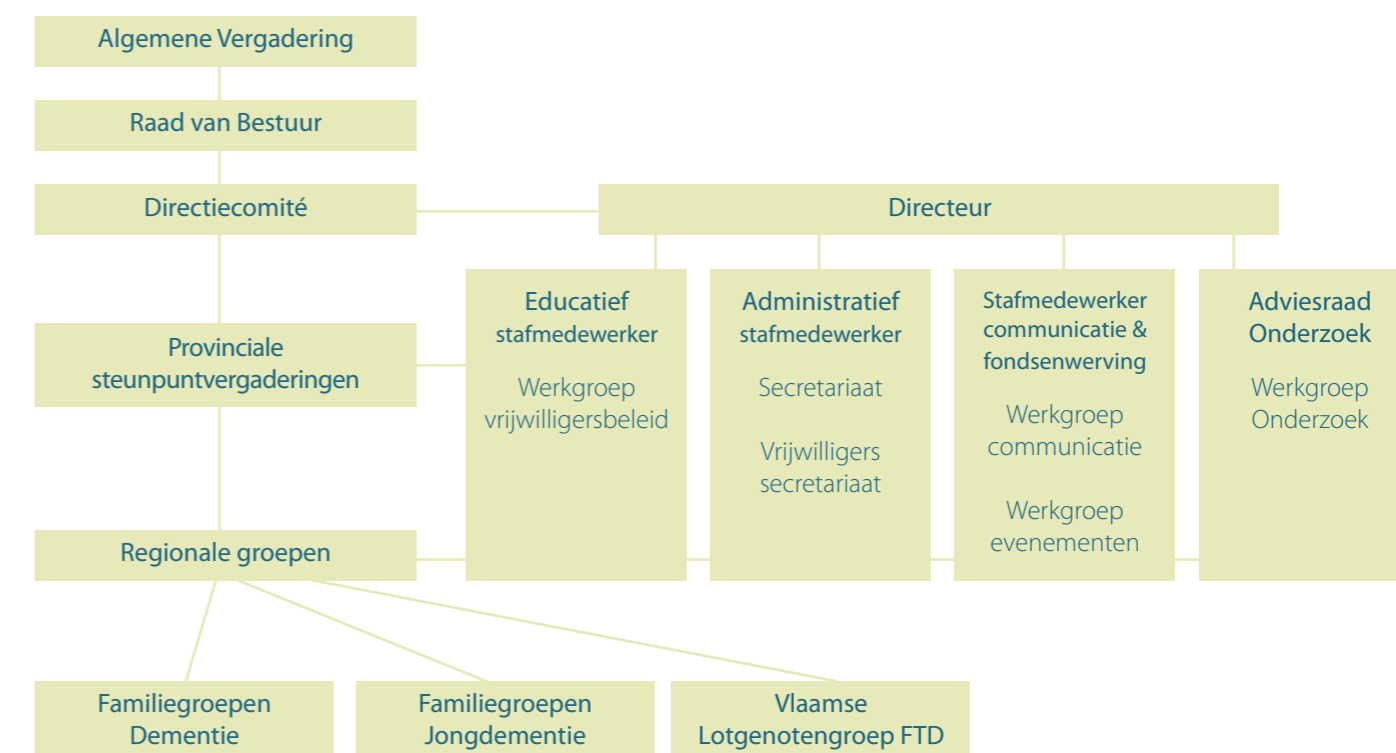 Algemene Vergadering
Raad van Bestuur
Directiecomité
Directeur
Provinciale
steunpuntvergaderingen
Educatief
stafmedewerker
Werkgroep
vrijwilligersbeleid
Administratief
stafmedewerker
Secretariaat
Vrijwilligers
secretariaat
Stafmedewerker
communicatie &
fondsenwerving
Werkgroep
communicatie
Werkgroep
evenementen
Adviesraad
Onderzoek
Werkgroep
Onderzoek
Regionale groepen
Familiegroepen
Dementie
Familiegroepen
Jongdementie
Vlaamse
Lotgenotengroep FTD